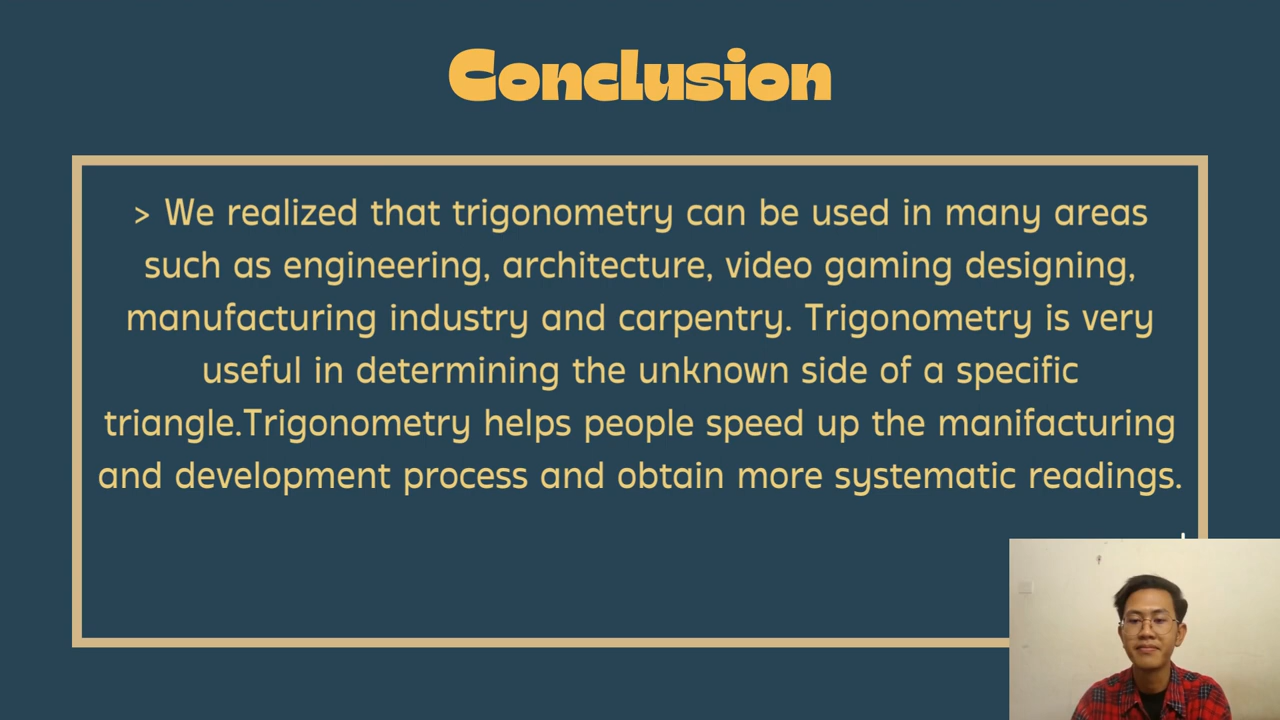 Conclusion
> We realized that trigonometry can be used in many areas
such as engineering, architecture, video gaming designing,
manufacturing industry and carpentry. Trigonometry is very
useful in determining the unknown side of a specific
triangle.Trigonometry helps people speed up the manifacturing
and development process and obtain more systematic readings.